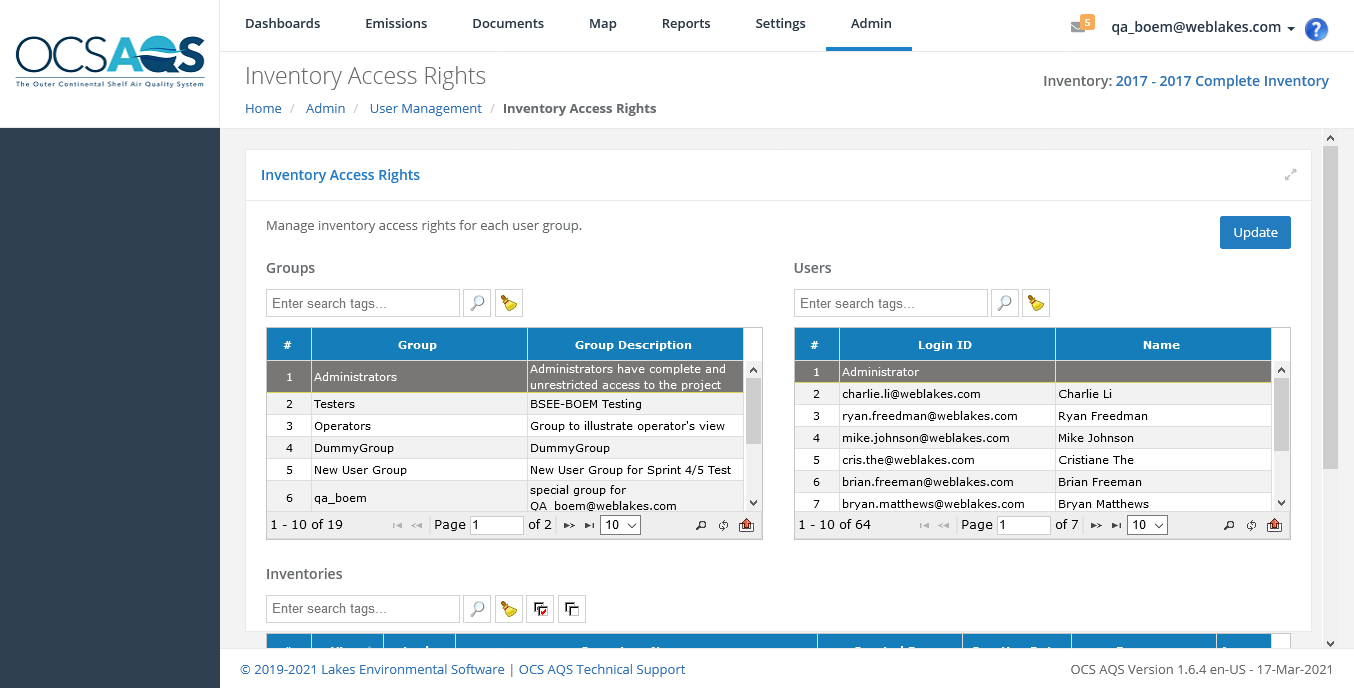 Dashboards Emissions Documents Map Reports Settings Admin
5 qa_boem@weblakes.com ?
OCSAQS
The Outer Continental Shelf Air Quality System
Inventory Access Rights
Inventory: 2017 - 2017 Complete Inventory
Home / Admin / User Management / Inventory Access Rights
Inventory Access Rights
Manage inventory access rights for each user group.
Update
Groups
Enter search tags...
# Group Group Description
1 Administrators Administrators have complete and
unrestricted access to the project
2 Testers BSEE-BOEM Testing
3 Operators Group to illustrate operator's view
4 DummyGroup DummyGroup
5 New User Group New User Group for Sprint 4/5 Test
6 qa_boem special group for
QA_boem@weblakes.com
1 - 10 of 19 Page 1 of 2 10
Users
Enter search tags...
# Login ID Name
1 Administrator
2 charlie.li@weblakes.com Charlie Li
3 ryan.freedman@weblakes.com Ryan Freedman
4 mike.johnson@weblakes.com Mike Johnson
5 cris.the@weblakes.com Cristiane The
6 brian.freeman@weblakes.com Brian Freeman
7 bryan.matthews@weblakes.com Bryan Matthews
1 - 10 of 64 Page 1 of 7 10
Inventories
Enter search tags...
© 2019-2021 Lakes Environmental Software | OCS AQS Technical Support
OCS AQS Version 1.6.4 en-US - 17-Mar-2021